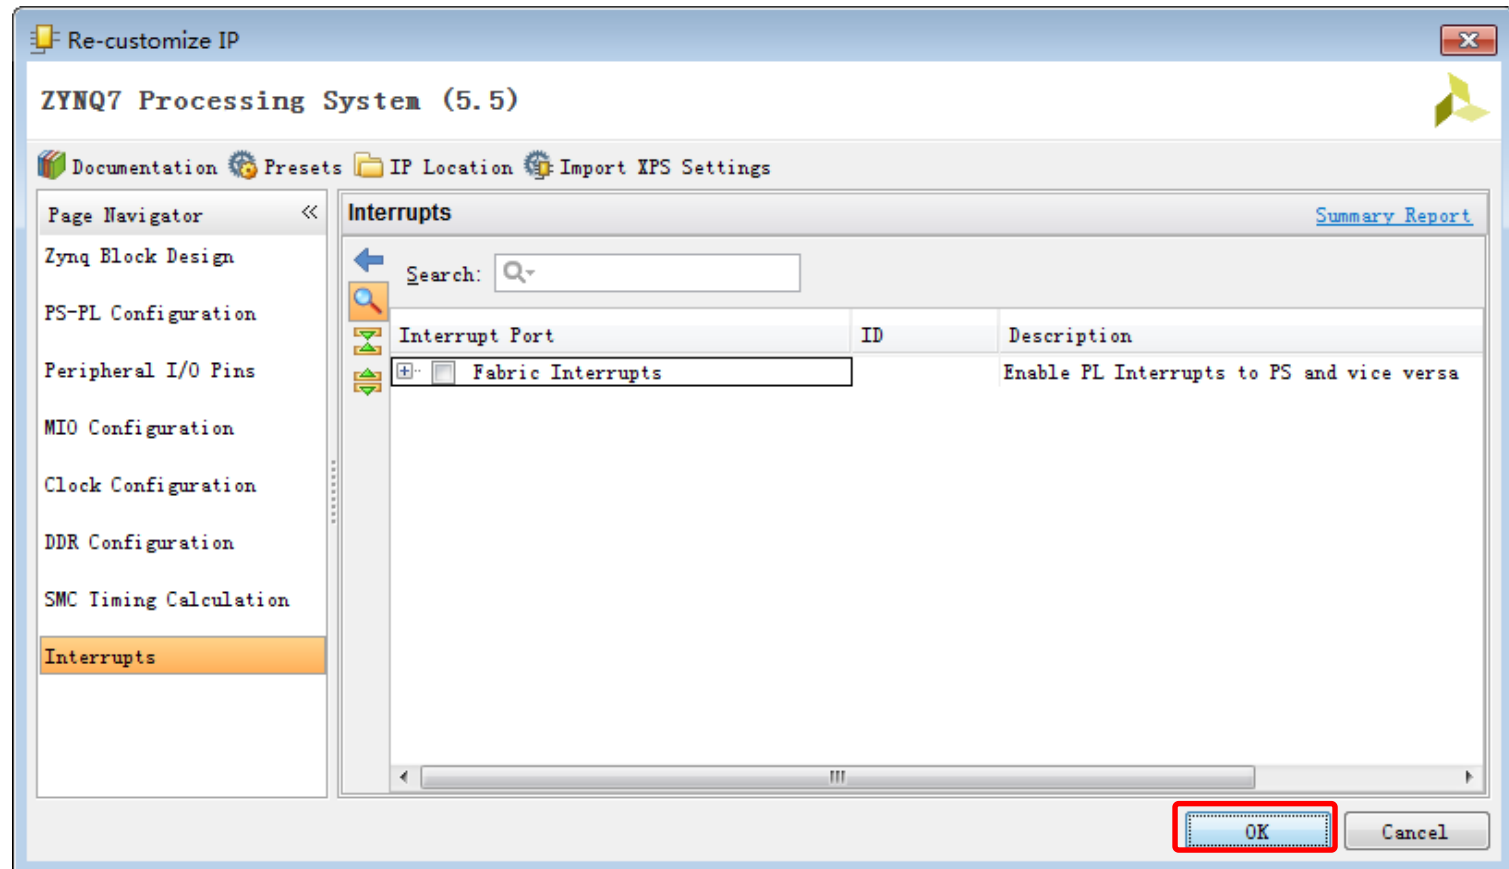 Re-customize IP
ZYNQ7 Processing System (5.5)
Documentation Presets IP Location Import XPS Settings
Page Navigator «
Zynq Block Design
PS-PL Configuration
Peripheral I/O Pins
MIO Configuration
Clock Configuration
DDR Configuration
SMC Timing Calculation
Interrupts
Interrupts Summary Report
Search:
Interrupt Port ID Description
Fabric Interrupts Enable PL Interrupts to PS and vice versa
OK Cancel